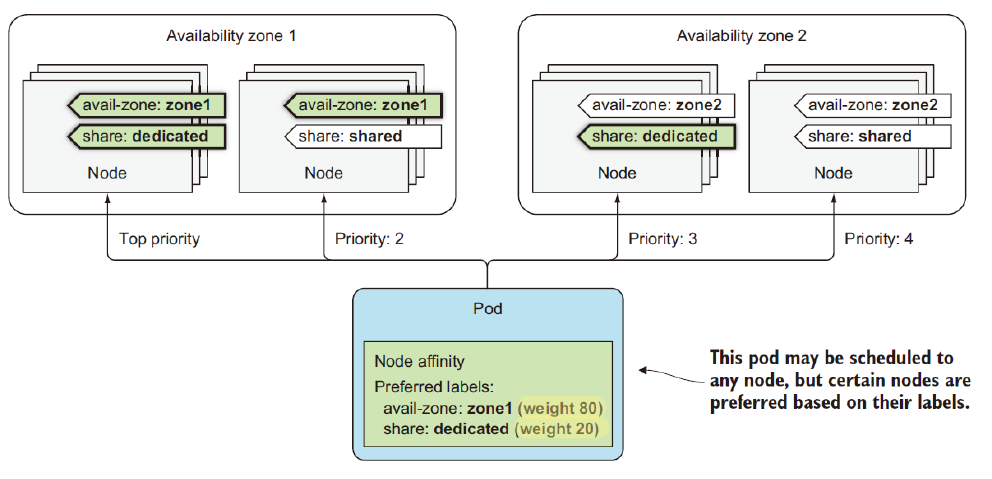 Availability zone 1
avail-zone: zone1
share: dedicated
Node
avail-zone: zone1
share: shared
Node
Availability zone 2
avail-zone: zone2
share: dedicated
Node
avail-zone: zone2
share: shared
Node
Top priority
Priority: 2
Priority: 3
Priority: 4
Pod
Node affinity
Preferred labels:
avail-zone: zone1 (weight 80)
share: dedicated (weight 20)
This pod may be scheduled to
any node, but certain nodes are
preferred based on their labels.